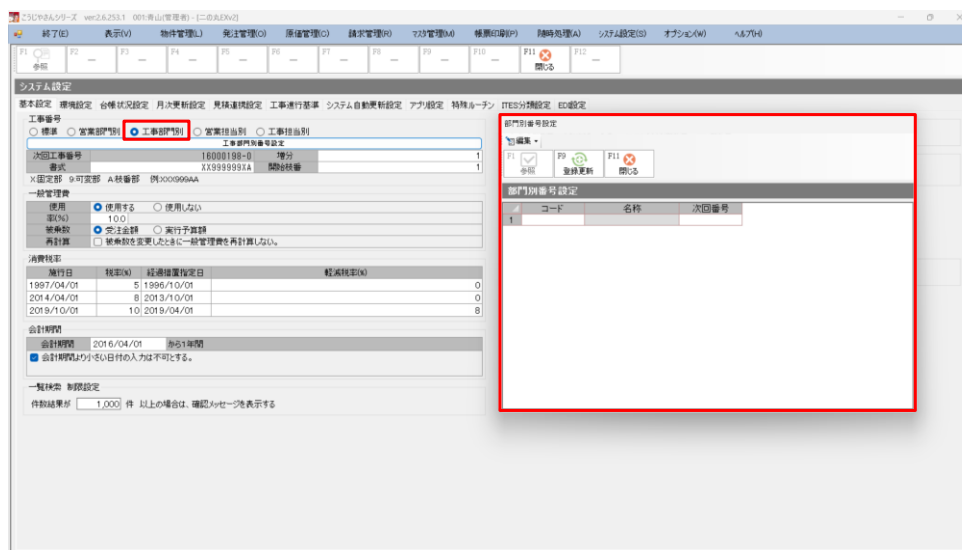 こうじやさんシリーズ ver:2.6.253.1 001:青山(管理者) - [二の丸EXv2]
終了(E) 表示(V) 物件管理(L) 発注管理(O) 原価管理(C) 請求管理(R) マスタ管理(M) 帳票印刷(P) 随時処理(A) システム設定(S) オプション(W) ヘルプ(H)
F1 F2 F3 F4 F5 F6 F7 F8 F9 F10 F11 F12
参照 閉じる
システム設定
基本設定 環境設定 台帳状況設定 月次更新設定 見積連携設定 工事進行基準 システム自動更新設定 アプリ設定 特殊ルーチン ITES分類設定 EDI設定
工事番号
標準 営業部門別 工事部門別 営業担当別 工事担当別
工事部門別番号設定
次回工事番号 16000198-0 増分 1
書式 XX999999XA 開始枝番 1
X:固定部 9:可変部 A:枝番部 例:XXX999AA
一般管理費
使用 使用する 使用しない
率(%) 10.0
被乗数 受注金額 実行予算額
再計算 被乗数を変更したときに一般管理費を再計算しない。
消費税率
施行日 税率(%) 経過措置指定日 軽減税率(%)
1997/04/01 5 1996/10/01 0
2014/04/01 8 2013/10/01 0
2019/10/01 10 2019/04/01 8
会計期間
会計期間 2016/04/01 から1年間
会計期間より小さい日付の入力は不可とする。
一覧検索 制限設定
件数結果が 1,000 件 以上の場合は、確認メッセージを表示する
部門別番号設定
編集
F1 F9 F11
参照 登録更新 閉じる
部門別番号設定
コード 名称 次回番号
1